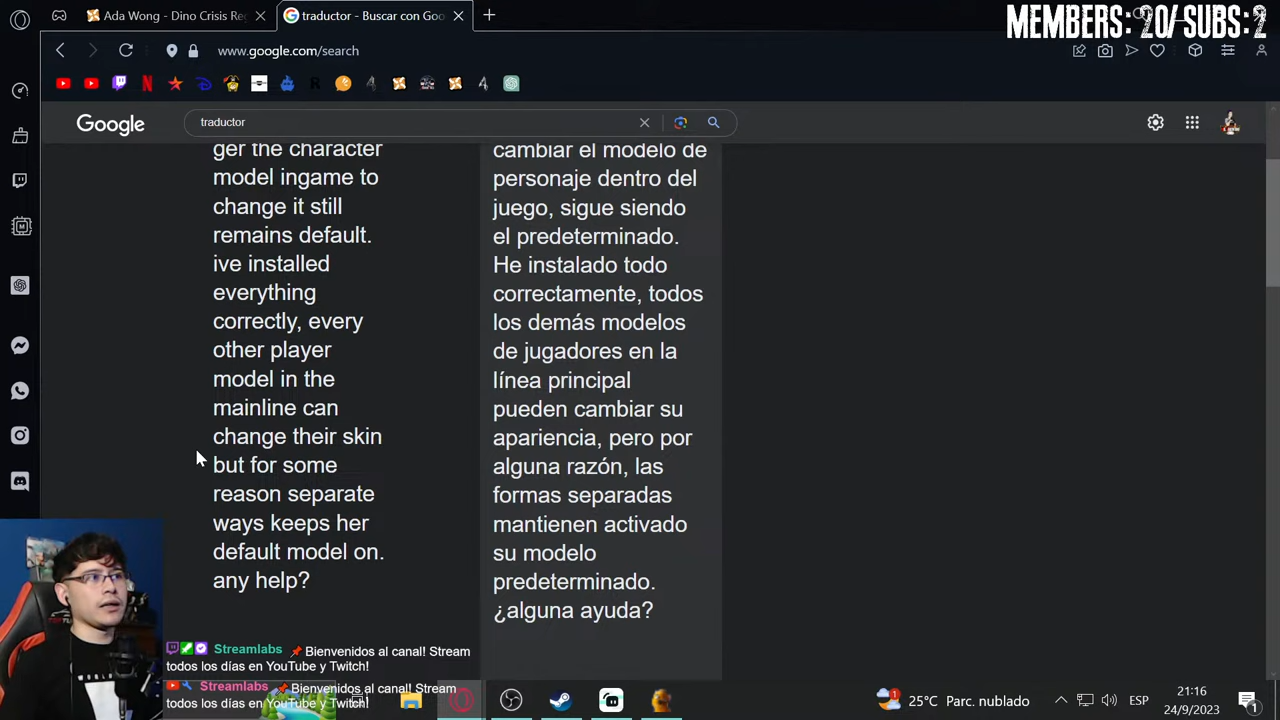 Ada Wong - Dino Crisis Re
traductor - Buscar con Goo
MEMBERS: 20/ SUBS:2
www.google.com/search
Google
traductor
ger the character
model ingame to
change it still
remains default.
ive installed
everything
correctly, every
other player
model in the
mainline can
change their skin
but for some
reason separate
ways keeps her
default model on.
any help?
cambiar el modelo de
personaje dentro del
juego, sigue siendo
el predeterminado.
He instalado todo
correctamente, todos
los demás modelos
de jugadores en la
línea principal
pueden cambiar su
apariencia, pero por
alguna razón, las
formas separadas
mantienen activado
su modelo
predeterminado.
¿alguna ayuda?
Streamlabs 📌 Bienvenidos al canal! Stream
todos los días en YouTube y Twitch!
Streamlabs 📌 Bienvenidos al canal! Stream
todos los días en YouTube y Twitch!
25°C Parc. nublado
ESP
21:16
24/9/2023